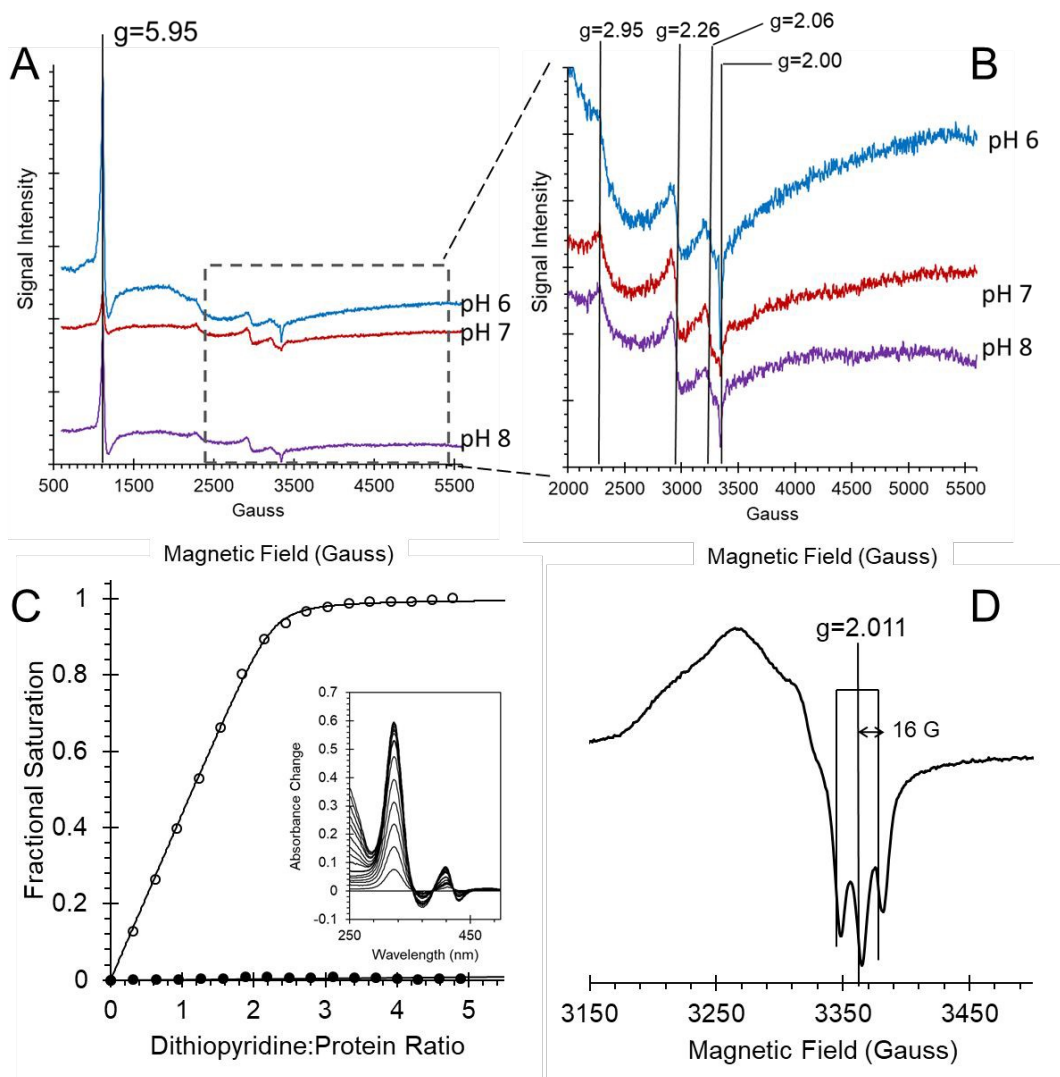 A
g=5.95
Signal Intensity
pH 6
pH 7
pH 8
500 1500 2500 3500 4500 5500
Gauss
Magnetic Field (Gauss)
g=2.95 g=2.26 g=2.06
g=2.00
B
Signal Intensity
pH 6
pH 7
pH 8
2000 2500 3000 3500 4000 4500 5000 5500
Gauss
Magnetic Field (Gauss)
C
1
0.8
0.6
0.4
0.2
0
Fractional Saturation
0 1 2 3 4 5
Dithiopyridine:Protein Ratio
0.7
0.6
0.5
0.4
0.3
0.2
0.1
0
-0.1
Absorbance Change
250 450
Wavelength (nm)
D
g=2.011
16 G
3150 3250 3350 3450
Magnetic Field (Gauss)